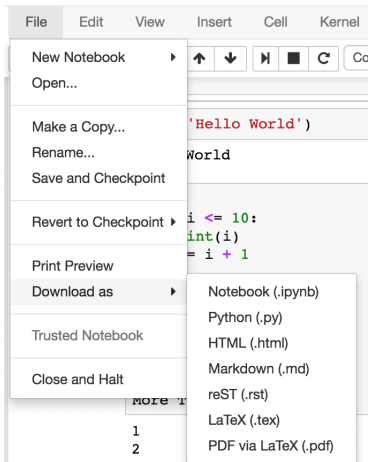 File Edit View Insert Cell Kernel
New Notebook
Co
Open...
'Hello World')
Make a Copy...
Rename...
World
Save and Checkpoint
Revert to Checkpoint
i <= 10:
int(i)
= i + 1
Print Preview
Download as
Notebook (.ipynb)
Python (.py)
Trusted Notebook
HTML (.html)
Markdown (.md)
Close and Halt
reST (.rst)
More T
LaTeX (.tex)
1
2
PDF via LaTeX (.pdf)